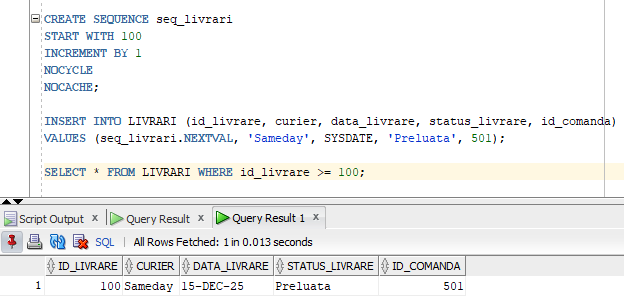 CREATE SEQUENCE seq_livrari
START WITH 100
INCREMENT BY 1
NOCYCLE
NOCACHE;
INSERT INTO LIVRARI (id_livrare, curier, data_livrare, status_livrare, id_comanda)
VALUES (seq_livrari.NEXTVAL, 'Sameday', SYSDATE, 'Preluata', 501);
SELECT * FROM LIVRARI WHERE id_livrare >= 100;
Script Output x Query Result x Query Result 1 x
SQL | All Rows Fetched: 1 in 0.013 seconds
ID_LIVRARE CURIER DATA_LIVRARE STATUS_LIVRARE ID_COMANDA
1 100 Sameday 15-DEC-25 Preluata 501